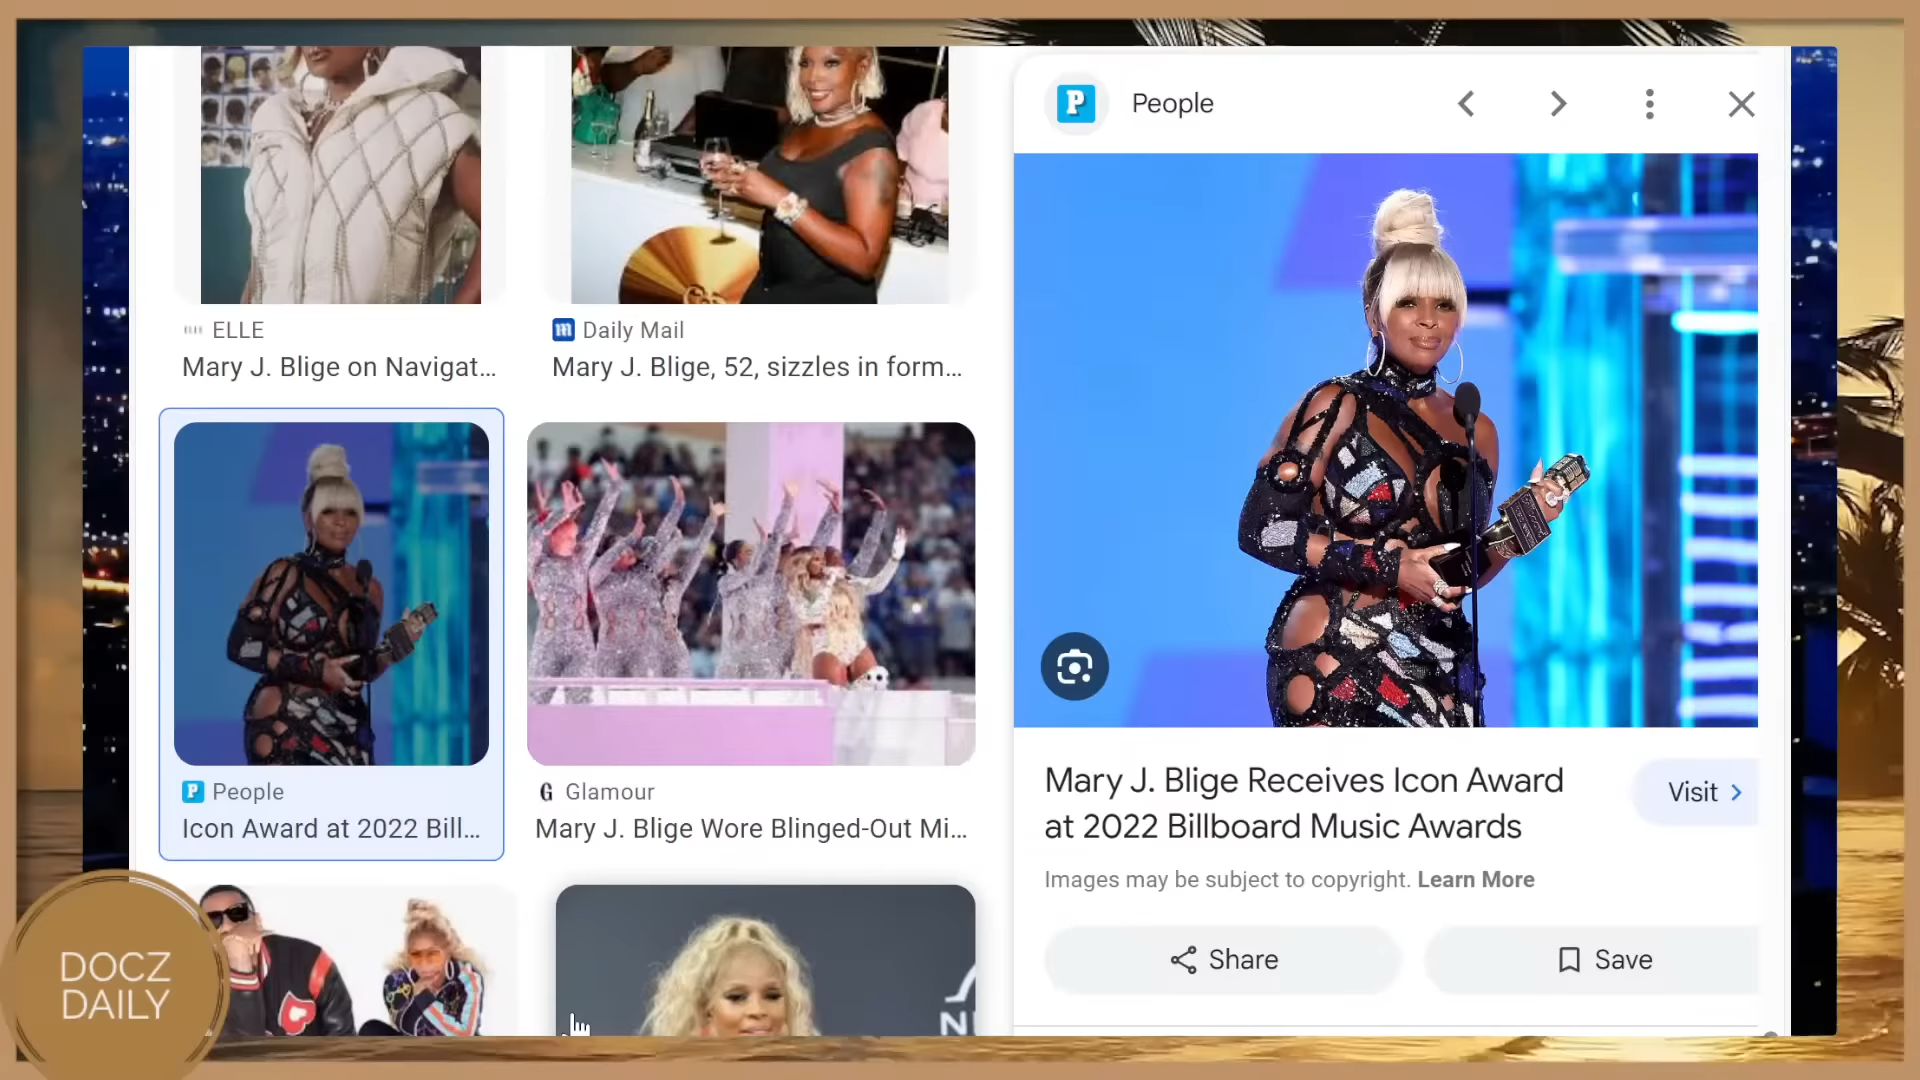 P People
ELLE ELLE
m Daily Mail
Mary J. Blige on Navigat...
Mary J. Blige, 52, sizzles in form...
P People
G Glamour
Icon Award at 2022 Bill...
Mary J. Blige Wore Blinged-Out Mi...
Mary J. Blige Receives Icon Award
at 2022 Billboard Music Awards
Visit
Images may be subject to copyright. Learn More
Share
Save
DOCZ
DAILY